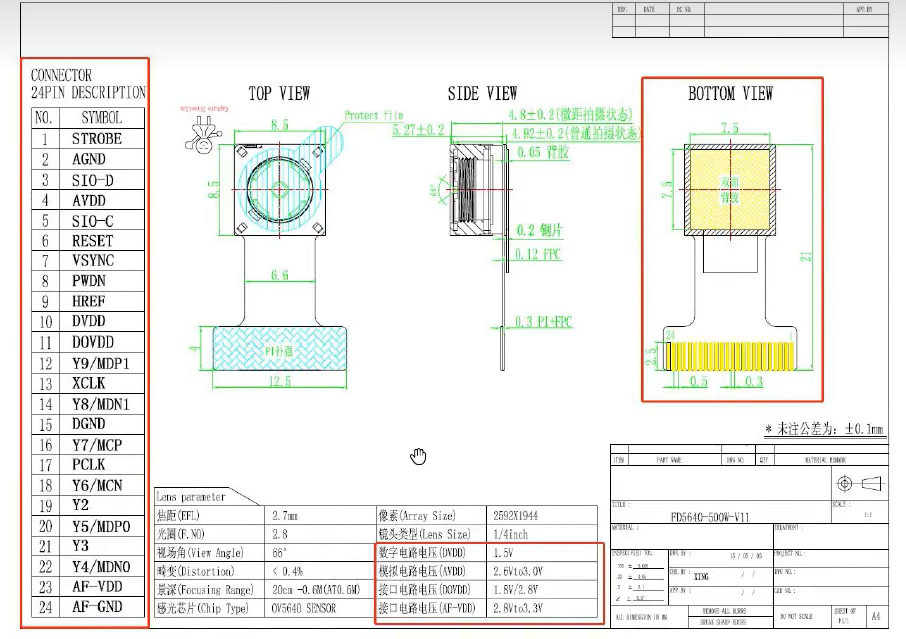 REV.
DATE
EC NO.
APP.BY
CONNECTOR
24PIN DESCRIPTION
NO. SYMBOL
1 STROBE
2 AGND
3 SIO-D
4 AVDD
5 SIO-C
6 RESET
7 VSYNC
8 PWDN
9 HREF
10 DVDD
11 DOVDD
12 Y9/MDP1
13 XCLK
14 Y8/MDN1
15 DGND
16 Y7/MCP
17 PCLK
18 Y6/MCN
19 Y2
20 Y5/MDPO
21 Y3
22 Y4/MDNO
23 AF-VDD
24 AF-GND
TOP VIEW
Capture Direction
Protect film
8.5
8.5
6.6
4
PI补强
12.5
SIDE VIEW
4.8±0.2(微距拍摄状态)
5.27±0.2
4.92±0.2(普通拍摄状态)
0.05 背胶
66°
0.2 钢片
0.12 FPC
0.3 PI+FPC
BOTTOM VIEW
7.5
7.5
双面
背胶
21
24
1
2.5
0.5
0.3
* 未注公差为: ±0.1mm
Lens parameter
焦距(EFL) 2.7mm 像素(Array Size) 2592X1944
光圈(F.NO) 2.8 镜头类型(Lens Size) 1/4inch
视场角(View Angle) 66° 数字电路电压(DVDD) 1.5V
畸变(Distortion) < 0.4% 模拟电路电压(AVDD) 2.6Vto3.0V
景深(Focusing Range) 20cm -0.6M(AT0.6M) 接口电路电压(DOVDD) 1.8V/2.8V
感光芯片(Chip Type) OV5640 SENSOR 接口电路电压(AF-VDD) 2.8Vto3.3V
ITEM PART NAME DWG NO. QTY MATERIAL REMARK
TITLE :
FD5640-500W-V11
SCALE :
1:1
MATERIAL :
TREATMENT :
DWG BY : 15 / 05 / 05
PROJECT NO. :
CHK.BY : XING / /
DWG NO. :
APP.BY : / /
CAD NO. :
ALL DIMENSION IN MM
REMOVE ALL BURRS
BREAK SHARP EDGES
DO NOT SCALE
SHEET OF
A4